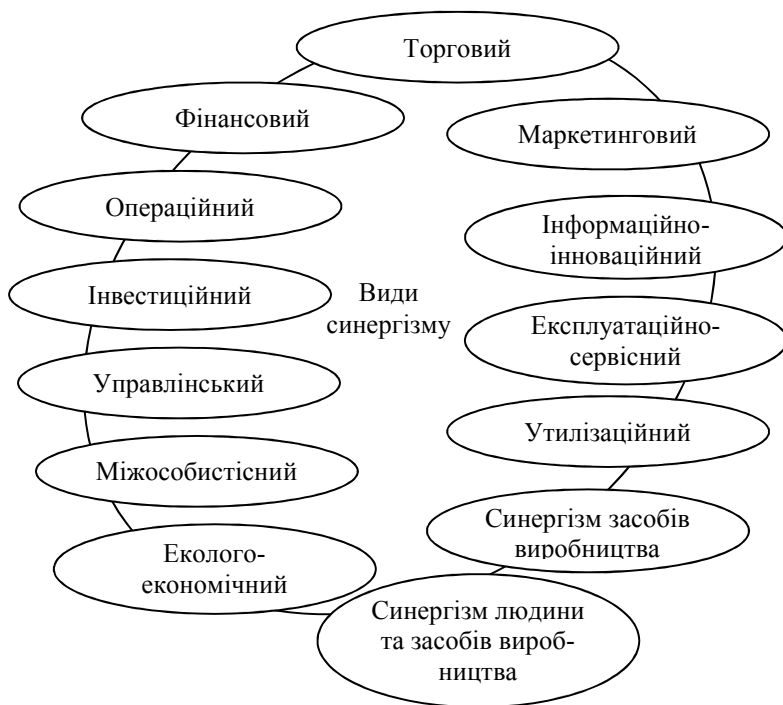 Торговий
Фінансовий
Маркетинговий
Операційний
Інформаційно-
інноваційний
Інвестиційний
Види
синергізму
Експлуатаційно-
сервісний
Управлінський
Утилізаційний
Міжособистісний
Синергізм засобів
виробництва
Еколого-
економічний
Синергізм людини
та засобів вироб-
ництва